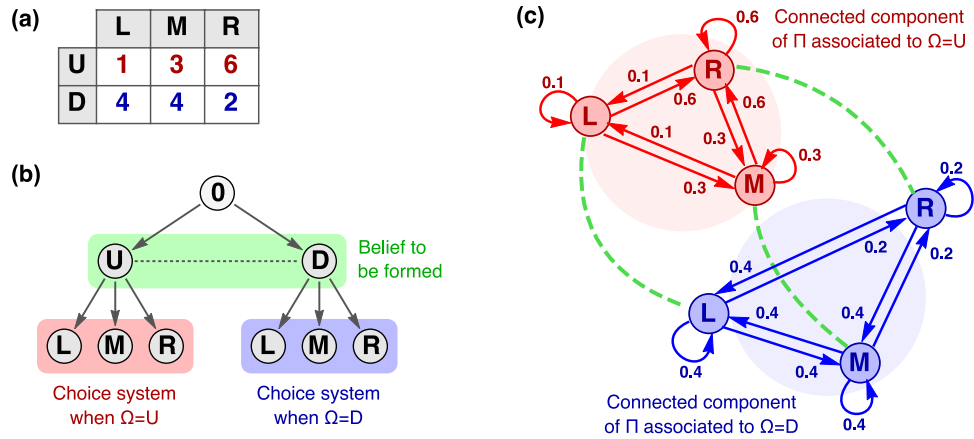 (a)
L M R
U 1 3 6
D 4 4 2
(b)
0
U D
Belief to
be formed
L M R L M R
Choice system
when Ω=U
Choice system
when Ω=D
(c)
Connected component
of Π associated to Ω=U
0.6
R
0.1
0.1
0.6
L
0.6
0.1
0.3
0.3
M
0.3
0.2
R
0.4
0.2
0.2
L
0.4
0.4
0.4
0.4
M
0.4
Connected component
of Π associated to Ω=D